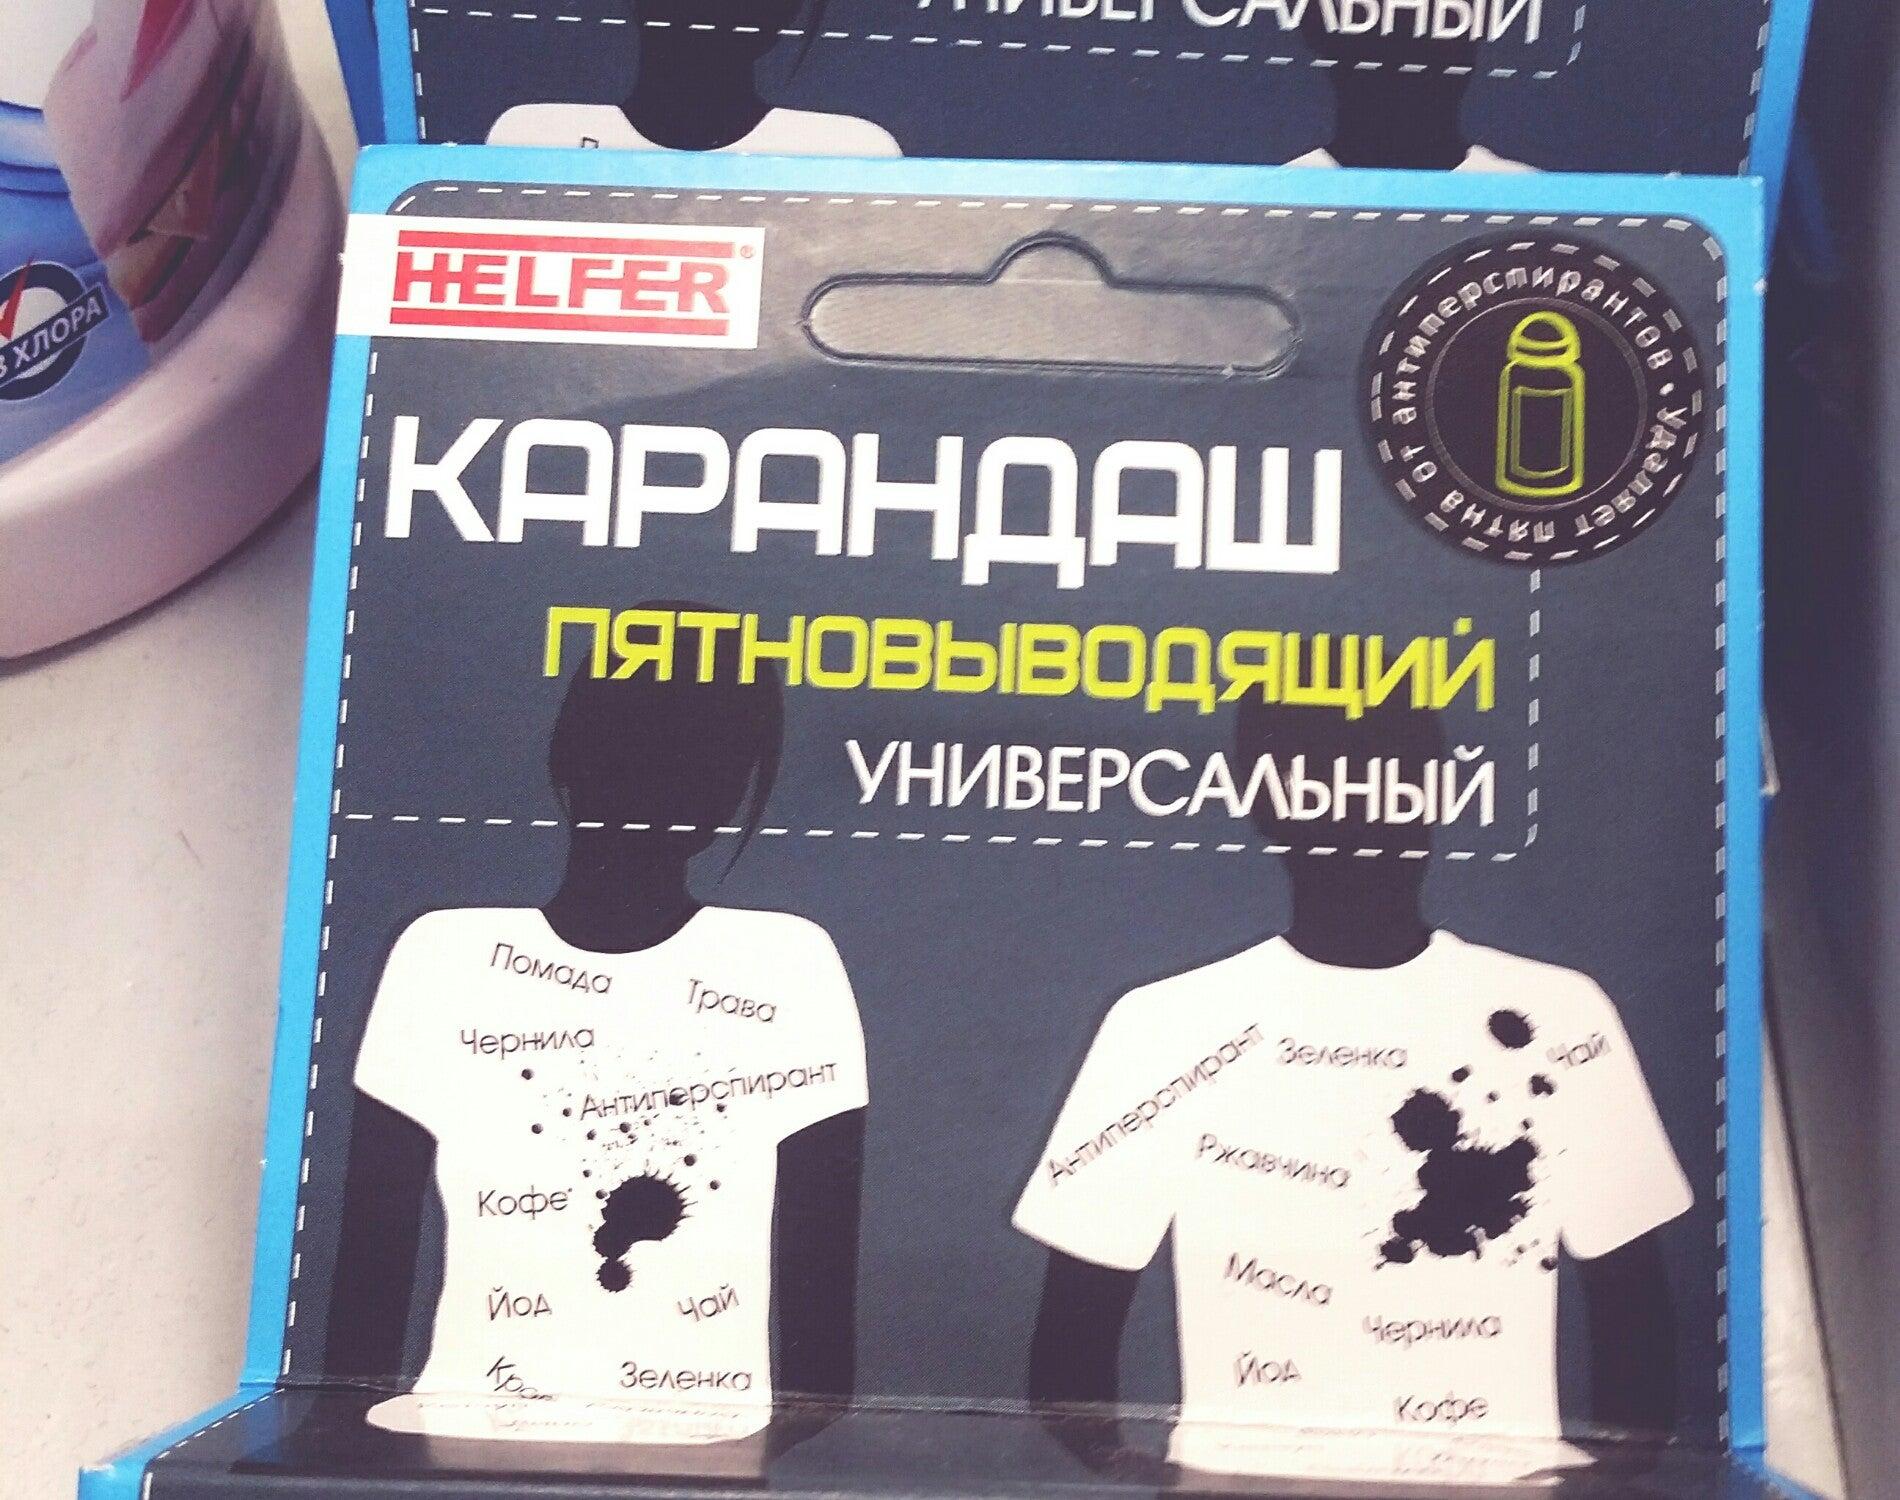 УНИВЕРСАЛЬНЫЙ
HELFER®
Удаляет пятна от антиперспирантов •
КАРАНДАШ
ПЯТНОВЫВОДЯЩИЙ
УНИВЕРСАЛЬНЫЙ
Помада
Трава
Чернила
Антиперспирант
Кофе
Йод
Чай
Зеленка
Антиперспирант
Зеленка
Чай
Ржавчина
Масла
Чернила
Йод
Кофе
ХЛОРА